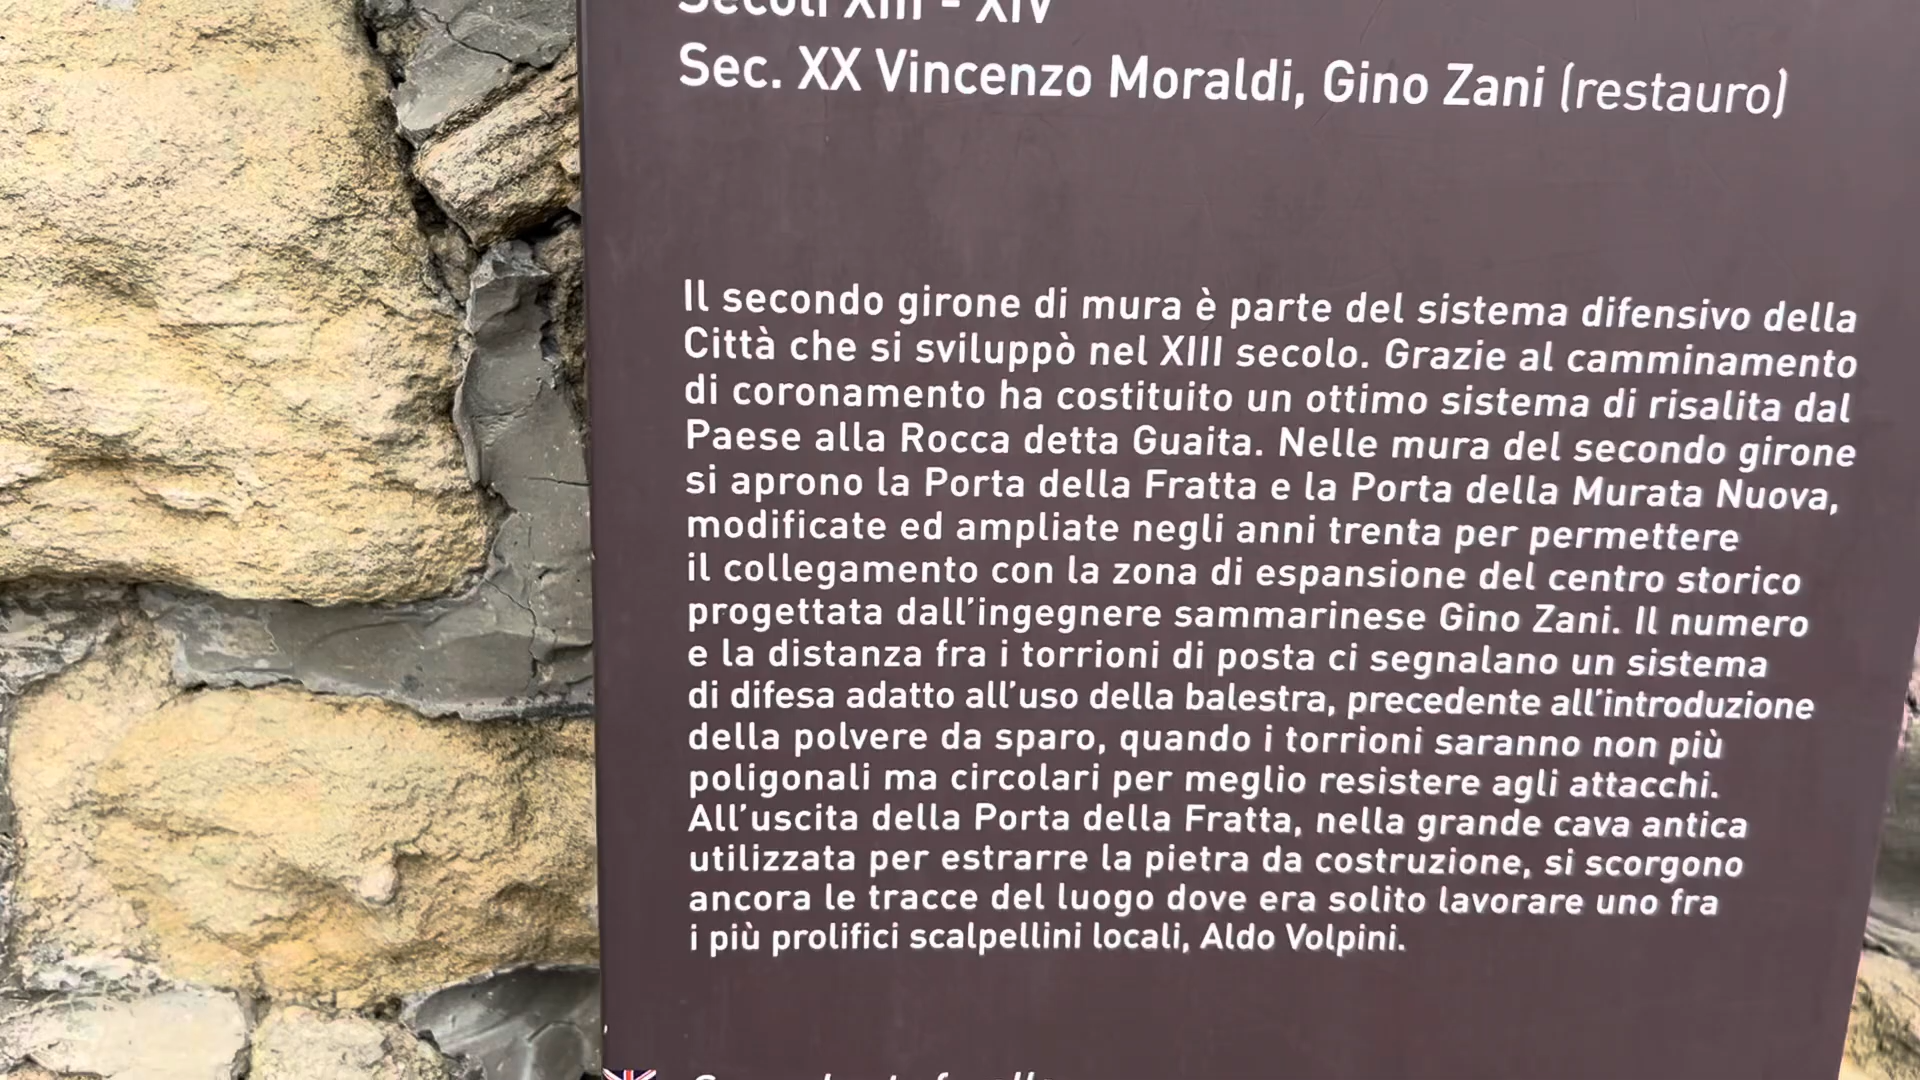 Secoli XIII - XIV
Sec. XX Vincenzo Moraldi, Gino Zani (restauro)
Il secondo girone di mura è parte del sistema difensivo della
Città che si sviluppò nel XIII secolo. Grazie al camminamento
di coronamento ha costituito un ottimo sistema di risalita dal
Paese alla Rocca detta Guaita. Nelle mura del secondo girone
si aprono la Porta della Fratta e la Porta della Murata Nuova,
modificate ed ampliate negli anni trenta per permettere
il collegamento con la zona di espansione del centro storico
progettata dall'ingegnere sammarinese Gino Zani. Il numero
e la distanza fra i torrioni di posta ci segnalano un sistema
di difesa adatto all'uso della balestra, precedente all'introduzione
della polvere da sparo, quando i torrioni saranno non più
poligonali ma circolari per meglio resistere agli attacchi.
All'uscita della Porta della Fratta, nella grande cava antica
utilizzata per estrarre la pietra da costruzione, si scorgono
ancora le tracce del luogo dove era solito lavorare uno fra
i più prolifici scalpellini locali, Aldo Volpini.